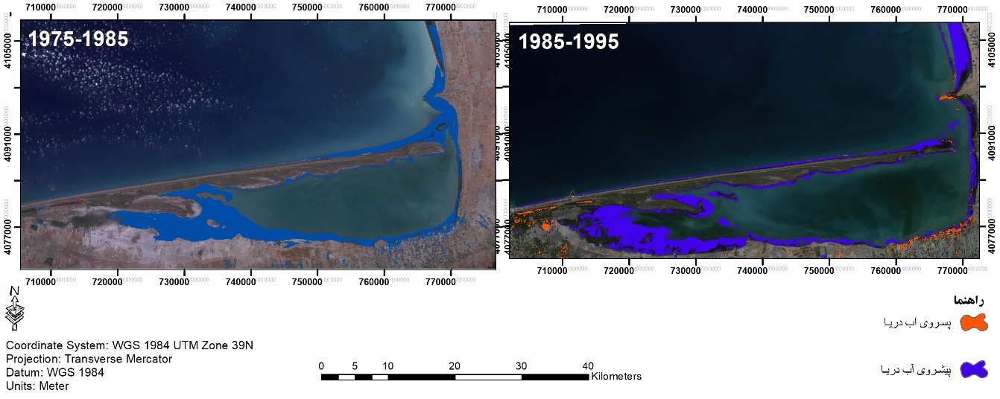 710000 720000 730000 740000 750000 760000 770000
710000 720000 730000 740000 750000 760000 770000
1975-1985
1985-1995
4105000 4105000 4105000
4091000 4091000 4091000
4077000 4077000 4077000
710000 720000 730000 740000 750000 760000 770000
710000 720000 730000 740000 750000 760000 770000
N
راهنما
پسروی آب دریا
پیشروی آب دریا
Coordinate System: WGS 1984 UTM Zone 39N
Projection: Transverse Mercator
Datum: WGS 1984
Units: Meter
0 5 10 20 30 40
Kilometers